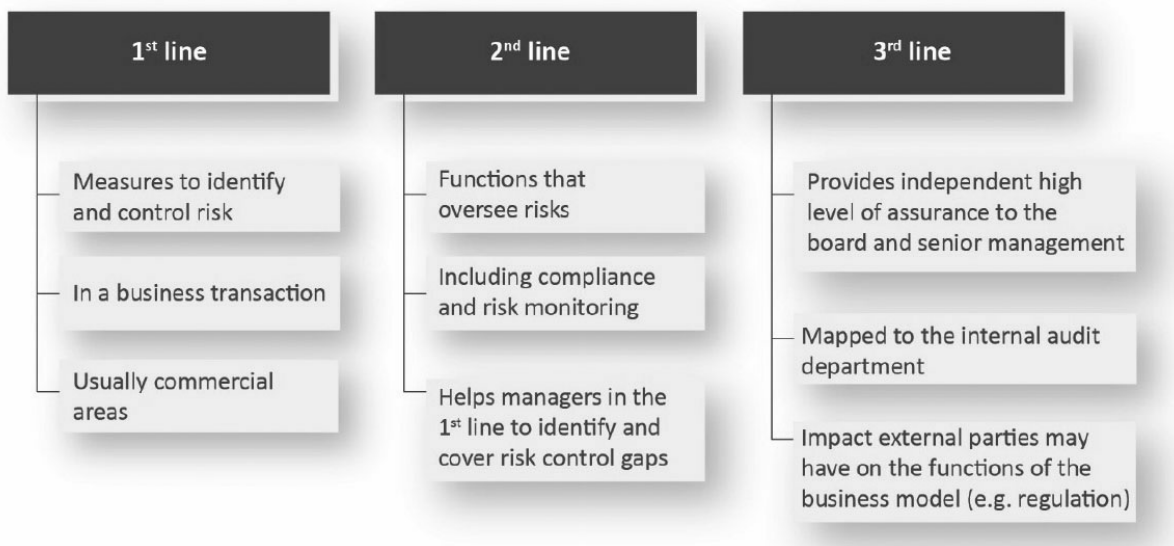 1st line
Measures to identify
and control risk
In a business transaction
Usually commercial
areas
2nd line
Functions that
oversee risks
Including compliance
and risk monitoring
Helps managers in the
1st line to identify and
cover risk control gaps
3rd line
Provides independent high
level of assurance to the
board and senior management
Mapped to the internal audit
department
Impact external parties may
have on the functions of the
business model (e.g. regulation)